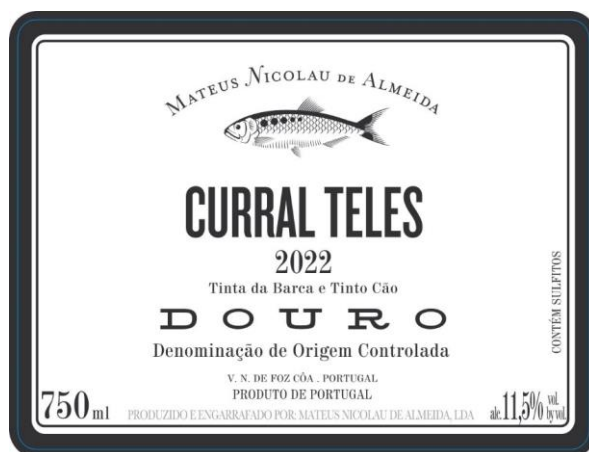 MATEUS NICOLAU DE ALMEIDA
CURRAL TELES
2022
Tinta da Barca e Tinto Cão
DOURO
Denominação de Origem Controlada
V. N. DE FOZ CÔA . PORTUGAL
PRODUTO DE PORTUGAL
750 ml
PRODUZIDO E ENGARRAFADO POR: MATEUS NICOLAU DE ALMEIDA, LDA
alc. 11,5% vol. by vol.
CONTÉM SULFITOS